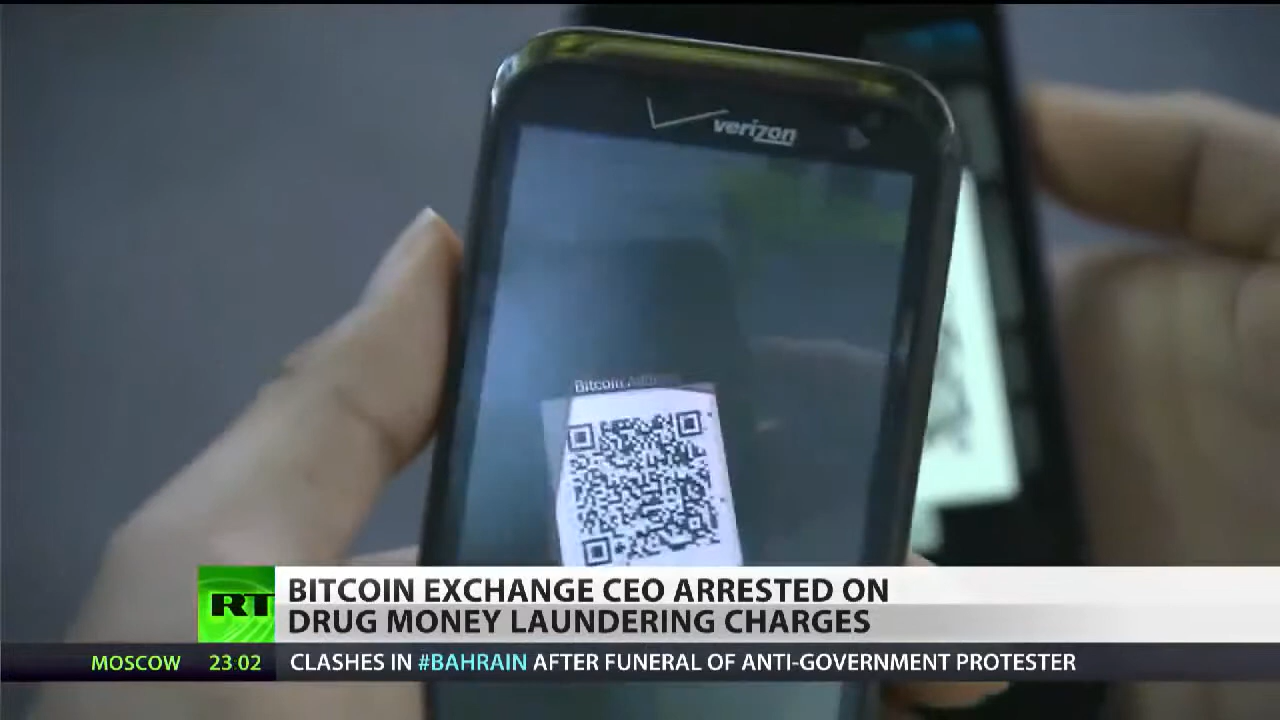 verizon
Bitcoin
RT
BITCOIN EXCHANGE CEO ARRESTED ON
DRUG MONEY LAUNDERING CHARGES
MOSCOW 23:02 CLASHES IN #BAHRAIN AFTER FUNERAL OF ANTI-GOVERNMENT PROTESTER